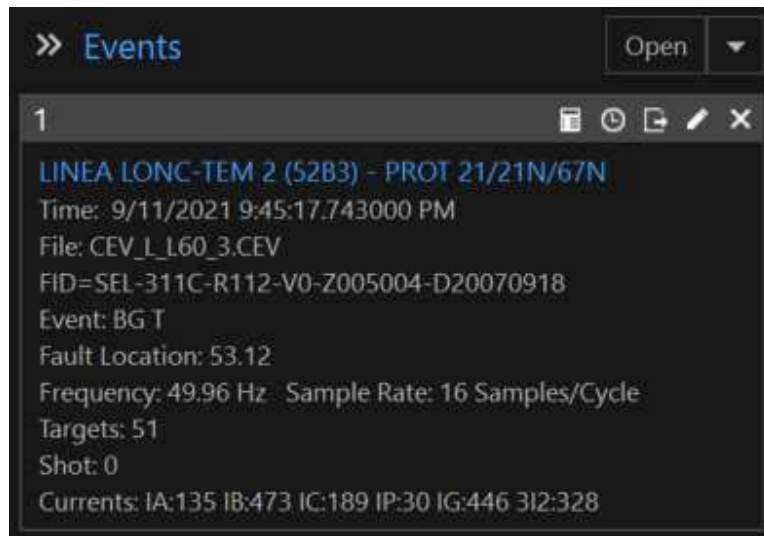 Events
Open
1
LINEA LONC-TEM 2 (52B3) - PROT 21/21N/67N
Time: 9/11/2021 9:45:17.743000 PM
File: CEV_L_L60_3.CEV
FID=SEL-311C-R112-V0-Z005004-D20070918
Event: BG T
Fault Location: 53.12
Frequency: 49.96 Hz Sample Rate: 16 Samples/Cycle
Targets: 51
Shot: 0
Currents: IA:135 IB:473 IC:189 IP:30 IG:446 3I2:328